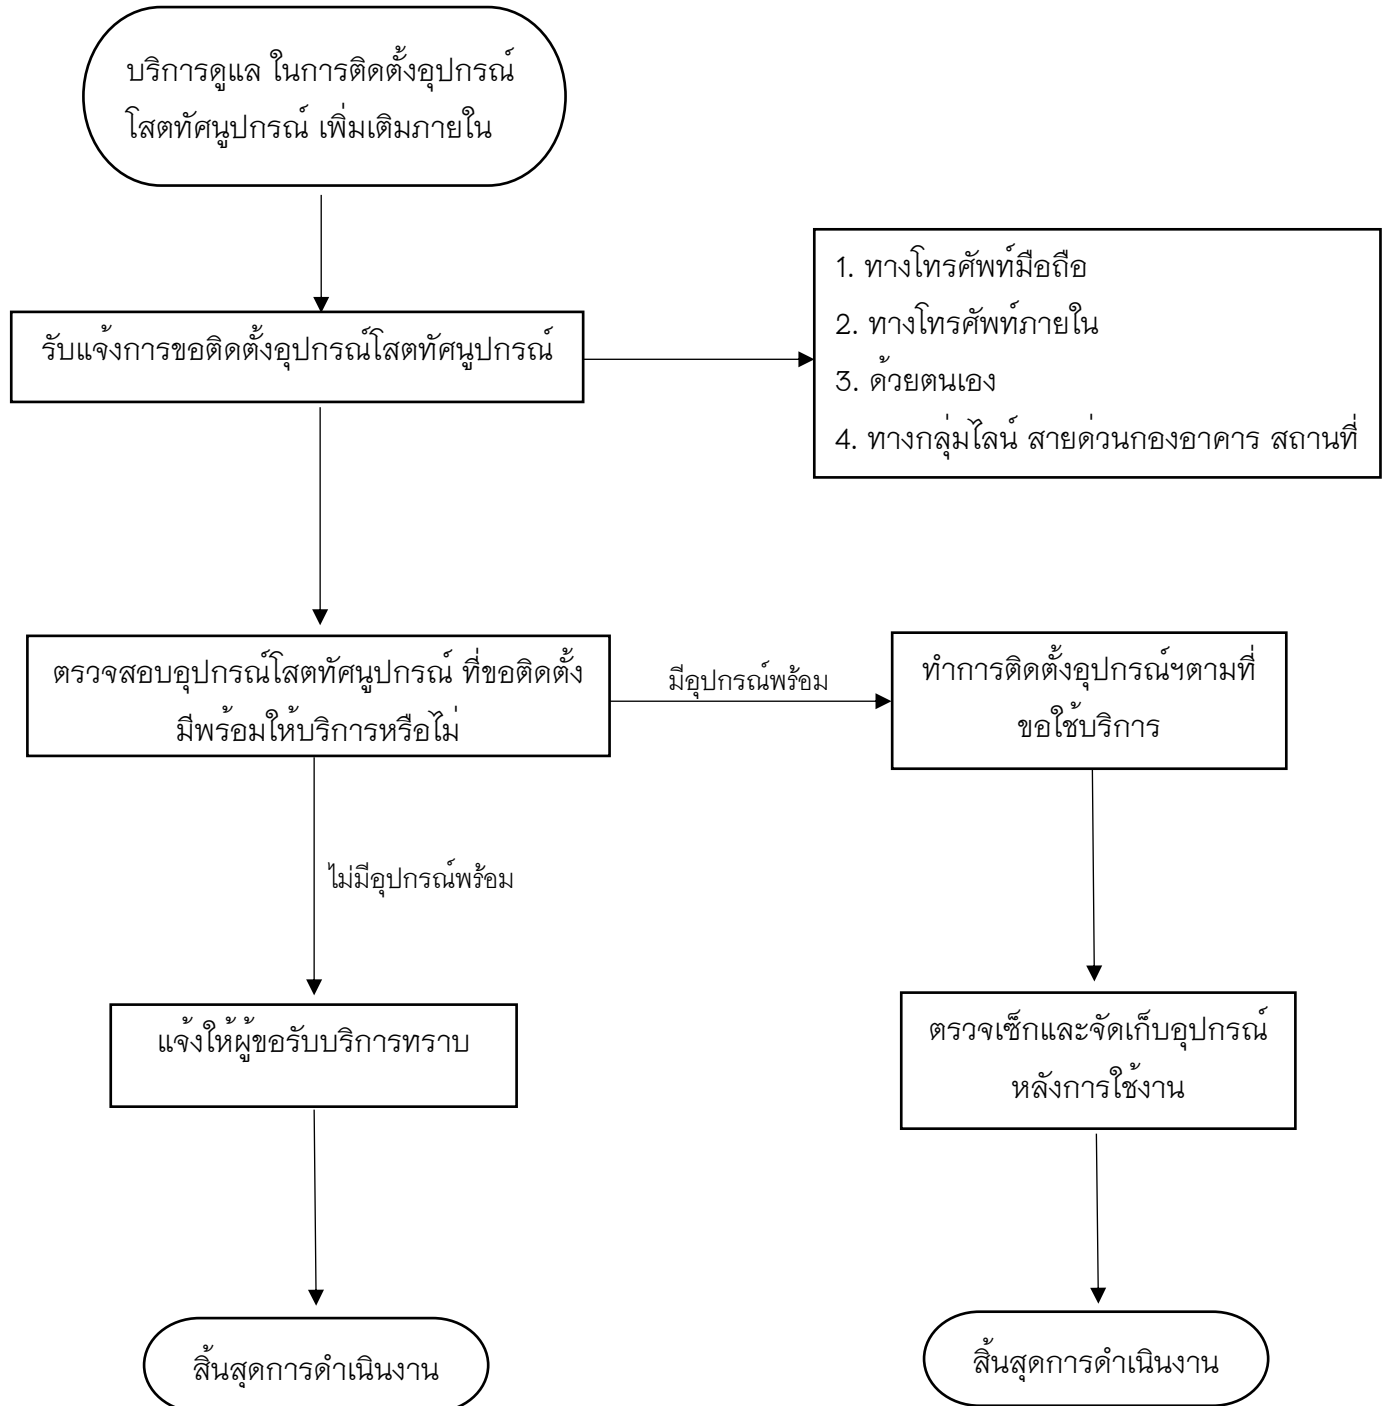 บริการดูแล ในการติดตั้งอุปกรณ์
โสตทัศนูปกรณ์ เพิ่มเติมภายใน
รับแจ้งการขอติดตั้งอุปกรณ์โสตทัศนูปกรณ์
1. ทางโทรศัพท์มือถือ
2. ทางโทรศัพท์ภายใน
3. ด้วยตนเอง
4. ทางกลุ่มไลน์ สายด่วนกองอาคาร สถานที่
ตรวจสอบอุปกรณ์โสตทัศนูปกรณ์ ที่ขอติดตั้ง
มีพร้อมให้บริการหรือไม่
มีอุปกรณ์พร้อม
ทำการติดตั้งอุปกรณ์ฯตามที่
ขอใช้บริการ
ไม่มีอุปกรณ์พร้อม
แจ้งให้ผู้ขอรับบริการทราบ
ตรวจเซ็กและจัดเก็บอุปกรณ์
หลังการใช้งาน
สิ้นสุดการดำเนินงาน
สิ้นสุดการดำเนินงาน